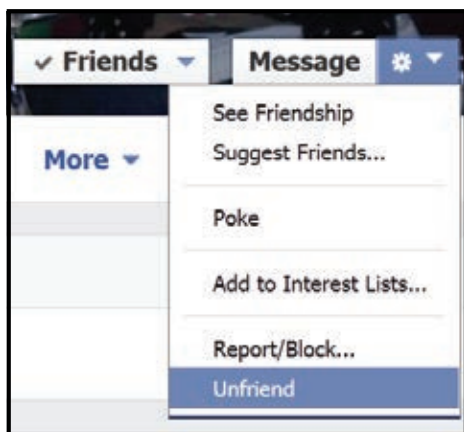 Friends
Message
See Friendship
Suggest Friends...
More
Poke
Add to Interest Lists...
Report/Block...
Unfriend